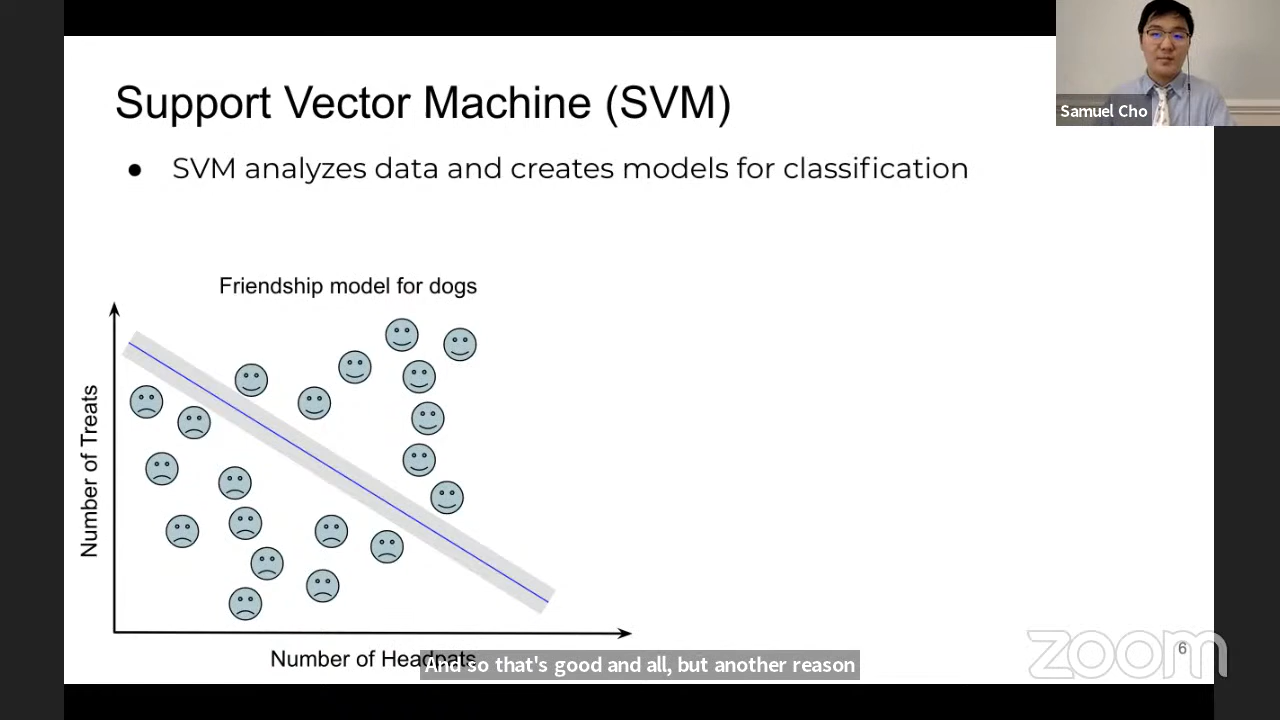 Support Vector Machine (SVM)
Samuel Cho
● SVM analyzes data and creates models for classification
Friendship model for dogs
Number of Treats
Number of Headpats
And so that's good and all, but another reason
zoom
6